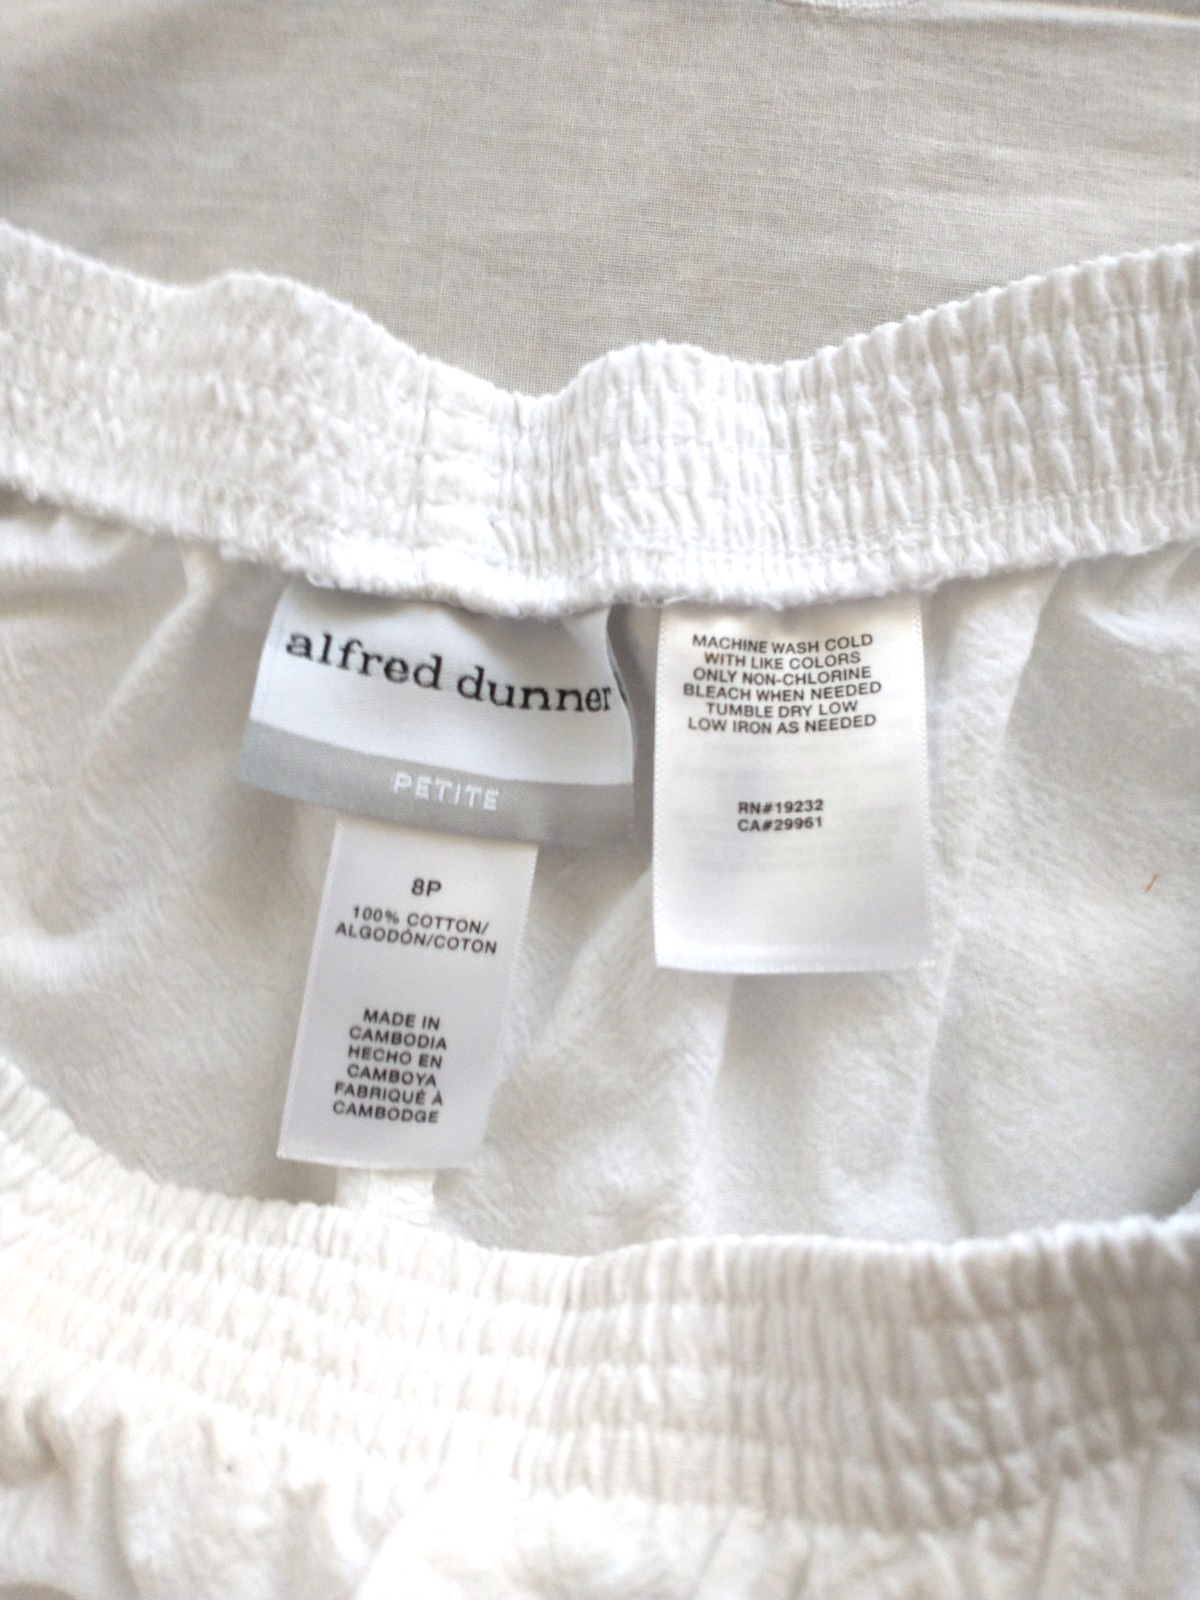 alfred dunner
PETITE
8P
100% COTTON/
ALGODÓN/COTON
MADE IN
CAMBODIA
HECHO EN
CAMBOYA
FABRIQUÉ À
CAMBODGE
MACHINE WASH COLD
WITH LIKE COLORS
ONLY NON-CHLORINE
BLEACH WHEN NEEDED
TUMBLE DRY LOW
LOW IRON AS NEEDED
RN#19232
CA#29961